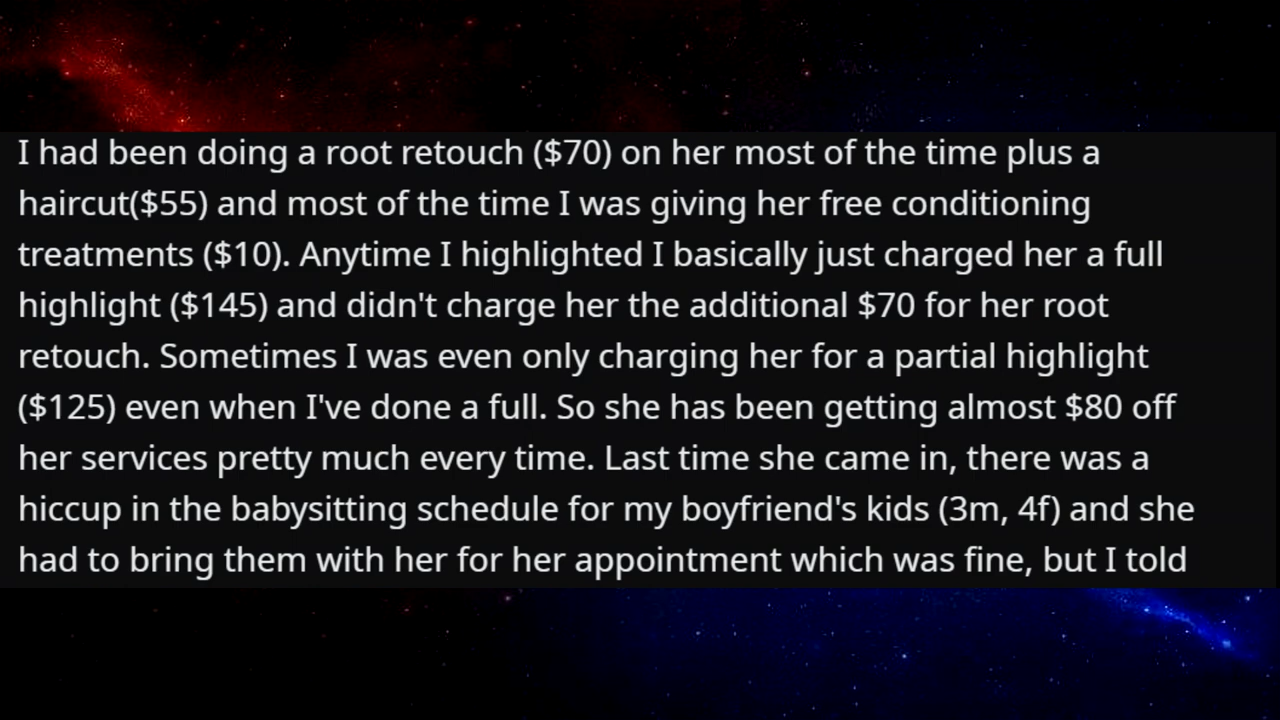 I had been doing a root retouch ($70) on her most of the time plus a
haircut($55) and most of the time I was giving her free conditioning
treatments ($10). Anytime I highlighted I basically just charged her a full
highlight ($145) and didn't charge her the additional $70 for her root
retouch. Sometimes I was even only charging her for a partial highlight
($125) even when I've done a full. So she has been getting almost $80 off
her services pretty much every time. Last time she came in, there was a
hiccup in the babysitting schedule for my boyfriend's kids (3m, 4f) and she
had to bring them with her for her appointment which was fine, but I told